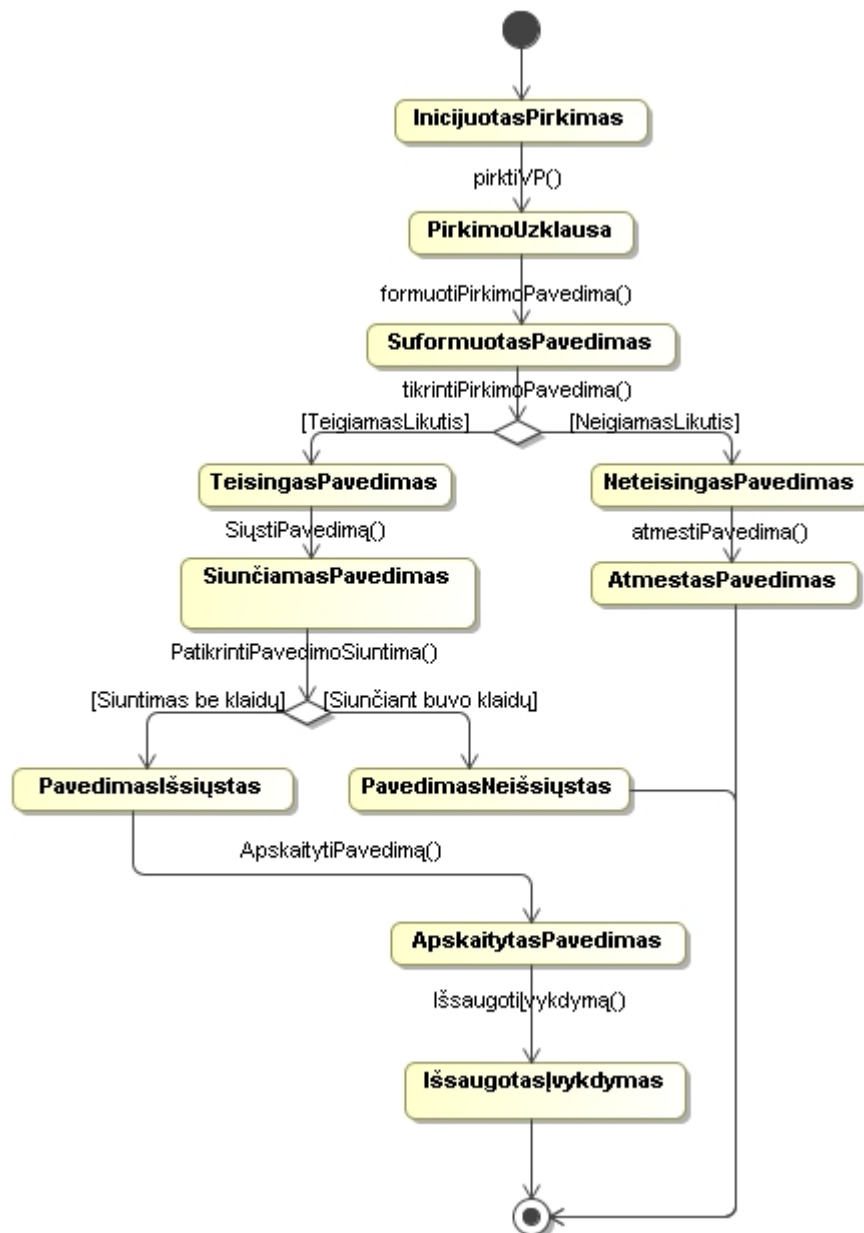 InicijuotasPirkimas
pirktiVP()
PirkimoUzklausa
formuotiPirkimoPavedima()
SuformuotasPavedimas
tikrintiPirkimoPavedima()
[TeigiamasLikutis]
[NeigiamasLikutis]
TeisingasPavedimas
NeteisingasPavedimas
SiųstiPavedimą()
atmestiPavedima()
SiunčiamasPavedimas
AtmestasPavedimas
PatikrintiPavedimoSiuntima()
[Siuntimas be klaidų]
[Siunčiant buvo klaidų]
PavedimasIšsiųstas
PavedimasNeišsiųstas
ApskaitytiPavedimą()
ApskaitytasPavedimas
IšsaugotiĮvykdymą()
IšsaugotasĮvykdymas